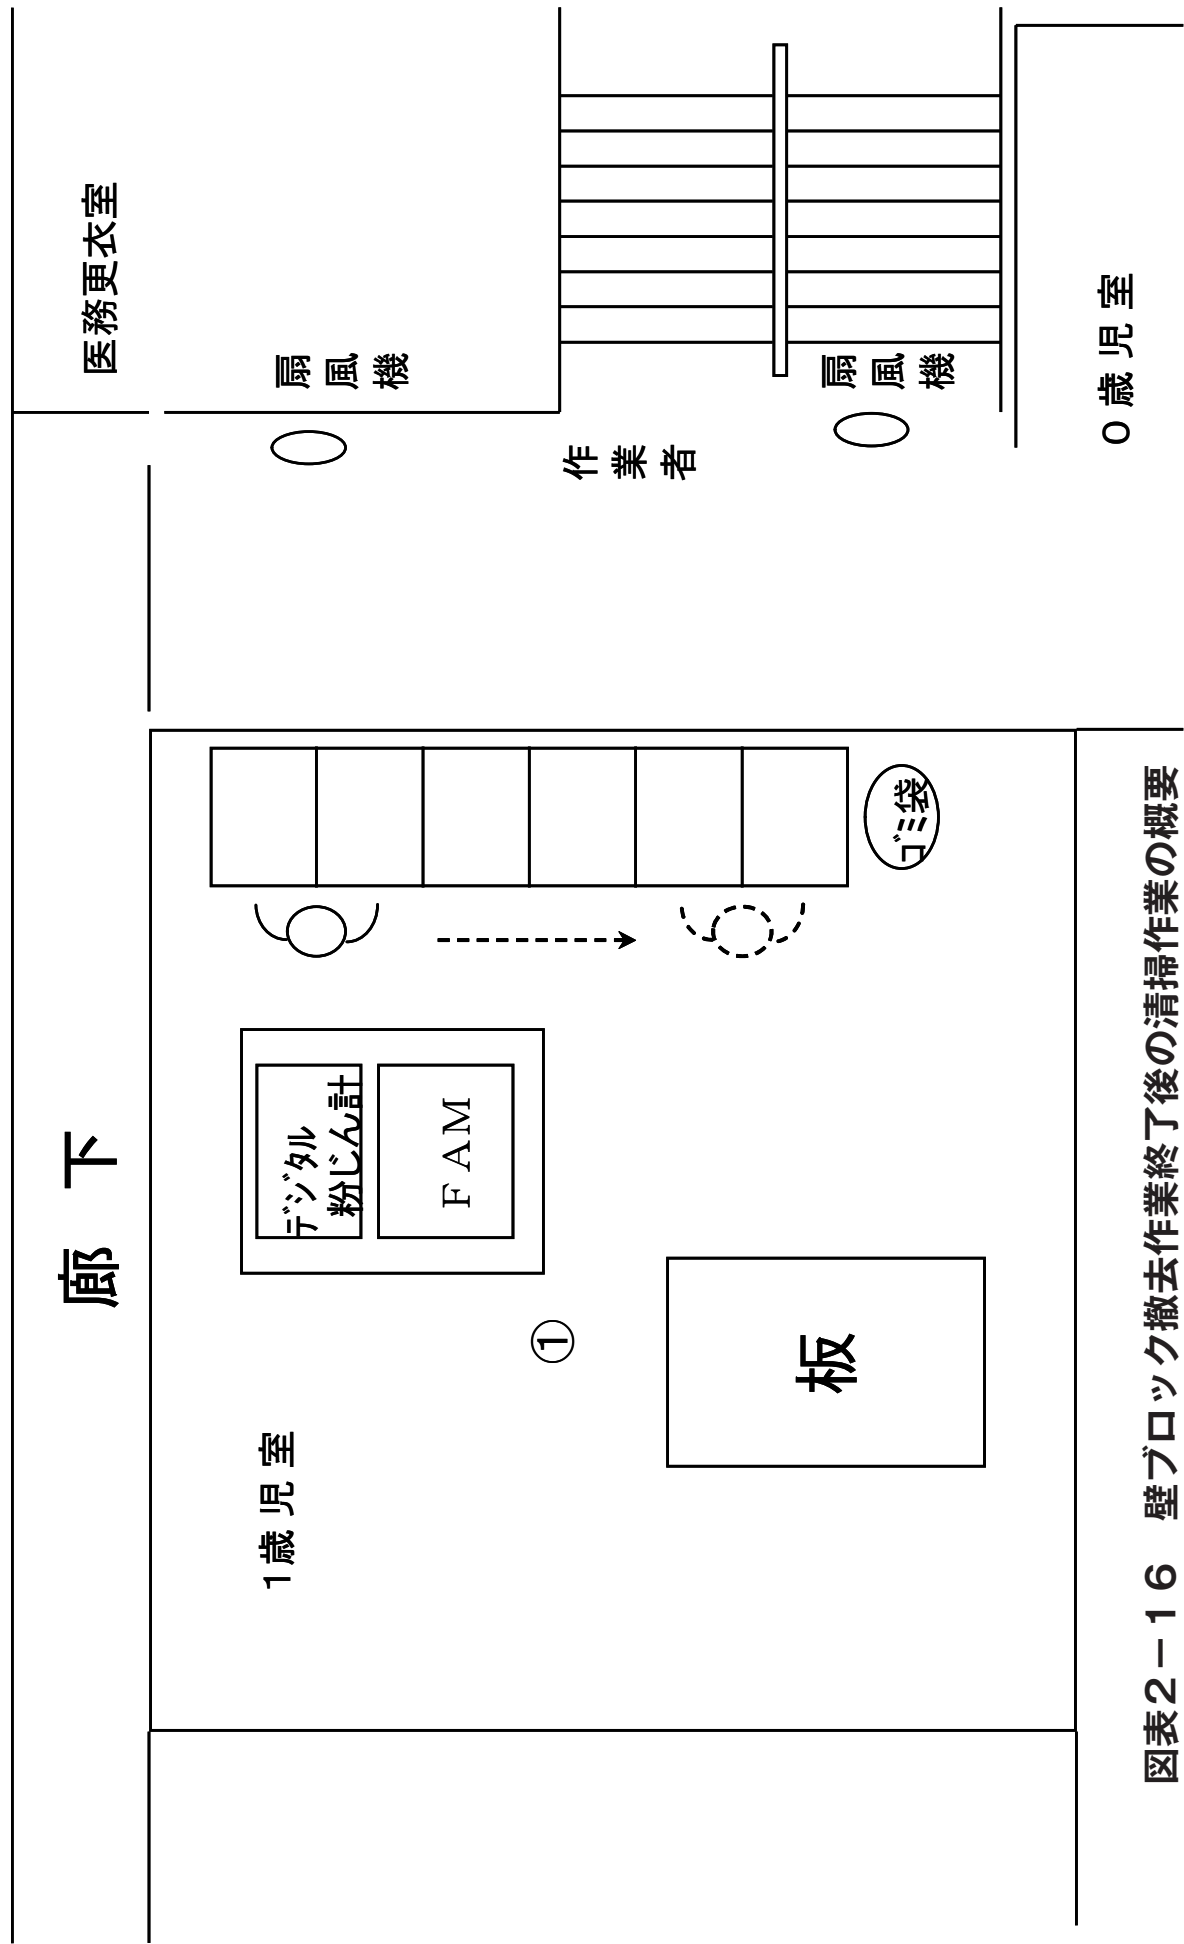 廊 下
医務更衣室
1歳児室
デジタル
粉じん計
FAM
①
板
ゴミ袋
扇風機
作業者
扇風機
0歳児室
図表2－16 壁ブロック撤去作業終了後の清掃作業の概要